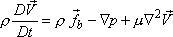 ρ DV⃗/Dt = ρ f⃗_b − ∇p + μ∇²V⃗